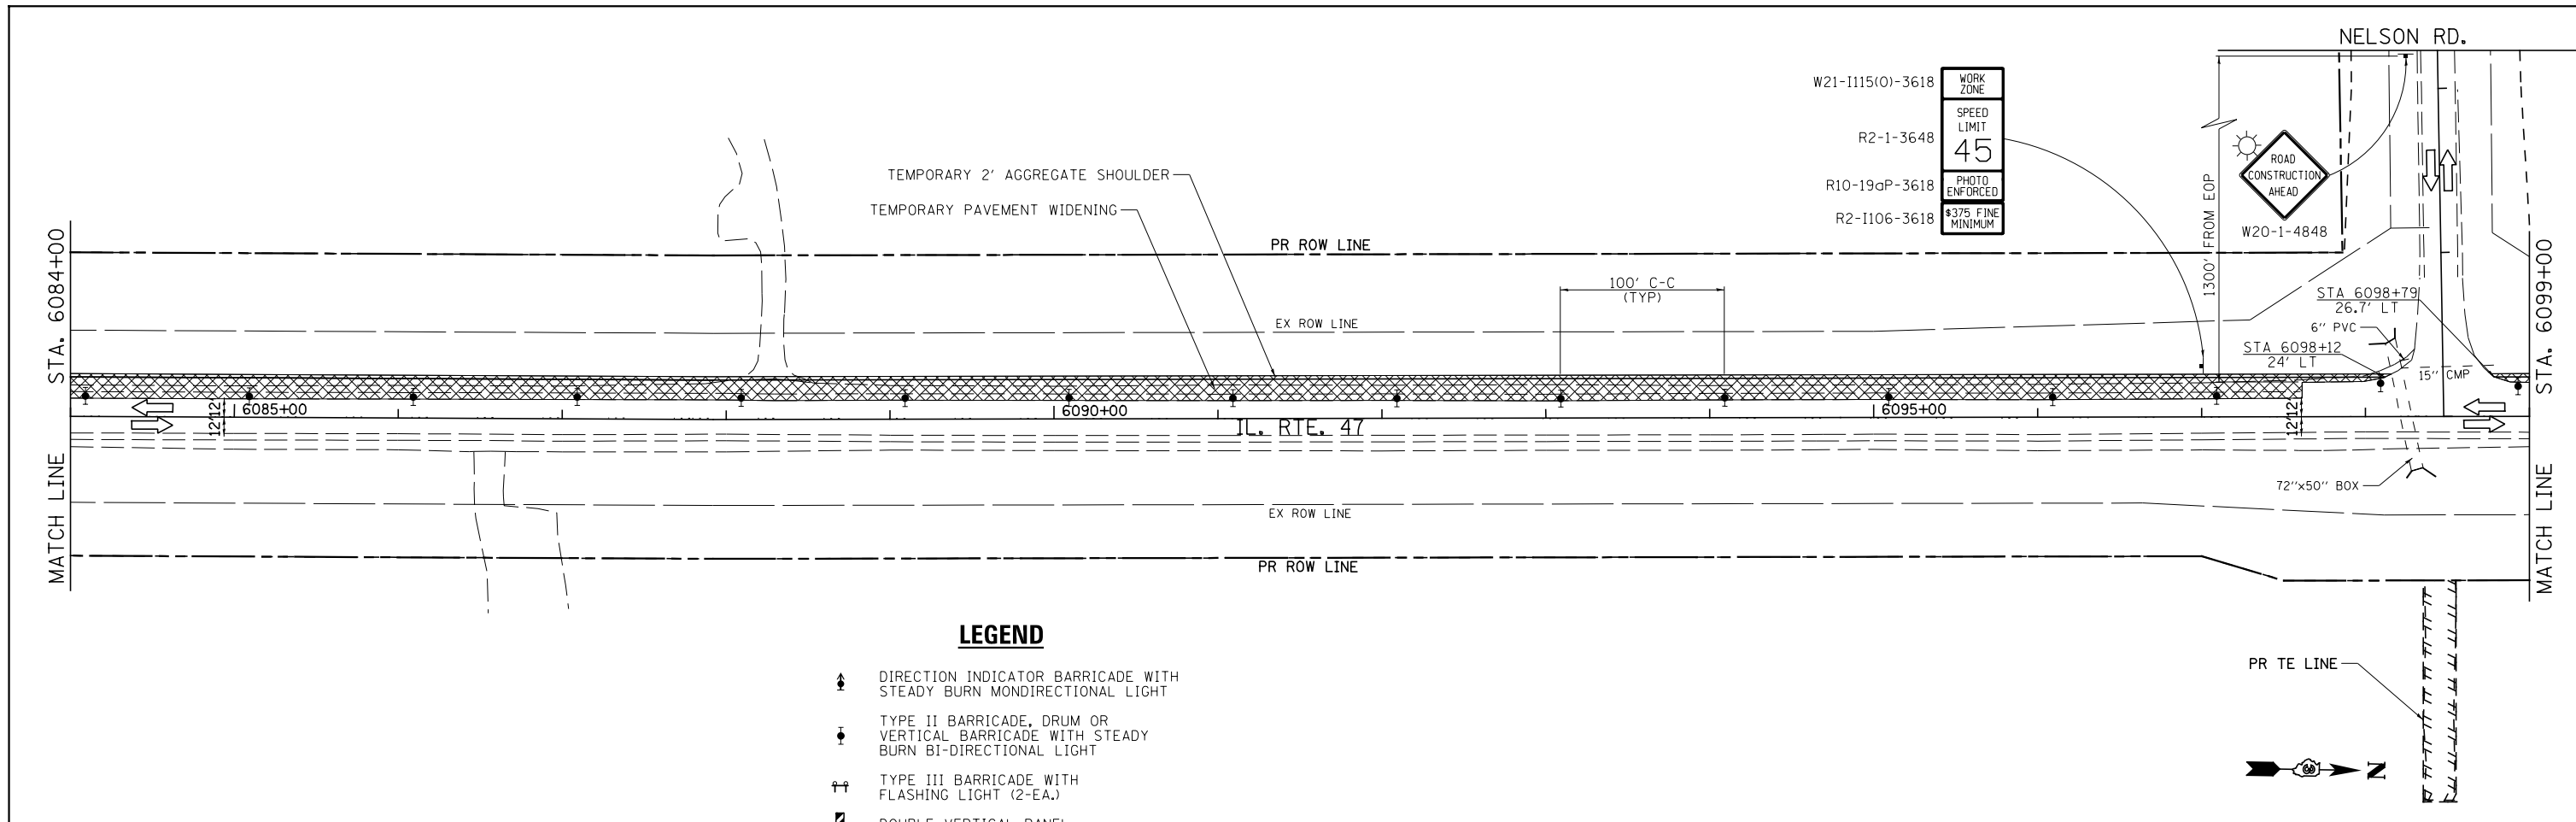 NELSON RD.
W21-I115(O)-3618
WORK
ZONE
R2-1-3648
SPEED
LIMIT
45
R10-19aP-3618
PHOTO
ENFORCED
R2-I106-3618
$375 FINE
MINIMUM
ROAD
CONSTRUCTION
AHEAD
W20-1-4848
1300' FROM EOP
TEMPORARY 2' AGGREGATE SHOULDER
TEMPORARY PAVEMENT WIDENING
PR ROW LINE
100' C-C
(TYP)
EX ROW LINE
STA 6098+79
26.7' LT
6'' PVC
STA 6098+12
24' LT
15'' CMP
MATCH LINE STA. 6084+00
12'
12'
6085+00
6090+00
6095+00
12'
12'
IL. RTE. 47
MATCH LINE STA. 6099+00
72''x50'' BOX
EX ROW LINE
PR ROW LINE
PR TE LINE
N
LEGEND
DIRECTION INDICATOR BARRICADE WITH
STEADY BURN MONDIRECTIONAL LIGHT
TYPE II BARRICADE, DRUM OR
VERTICAL BARRICADE WITH STEADY
BURN BI-DIRECTIONAL LIGHT
TYPE III BARRICADE WITH
FLASHING LIGHT (2-EA.)
DOUBLE VERTICAL PANEL